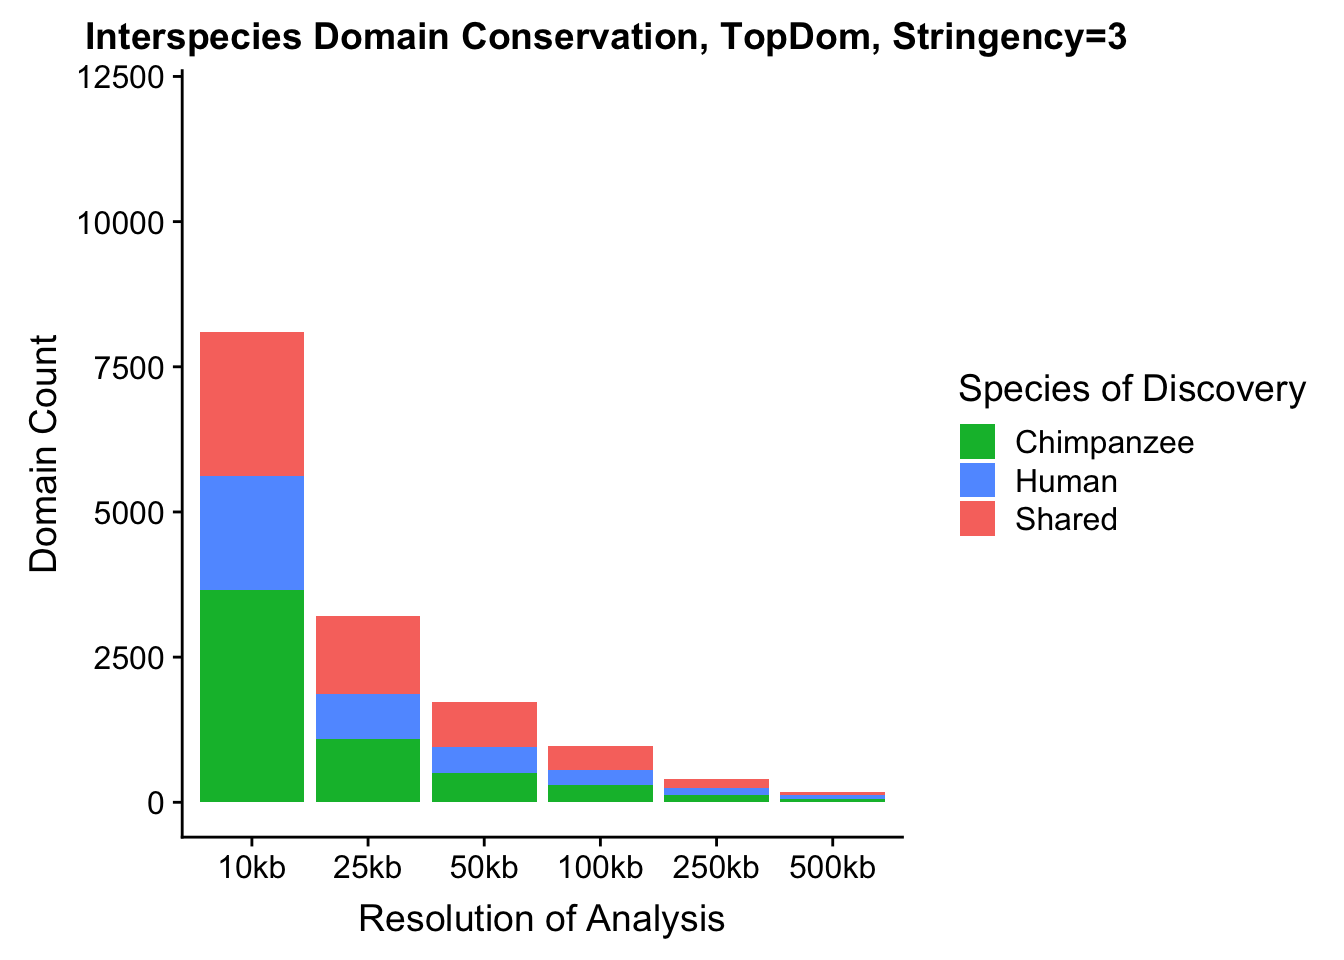 Interspecies Domain Conservation, TopDom, Stringency=3
12500
10000
7500
5000
2500
0
Domain Count
10kb 25kb 50kb 100kb 250kb 500kb
Resolution of Analysis
Species of Discovery
Chimpanzee
Human
Shared